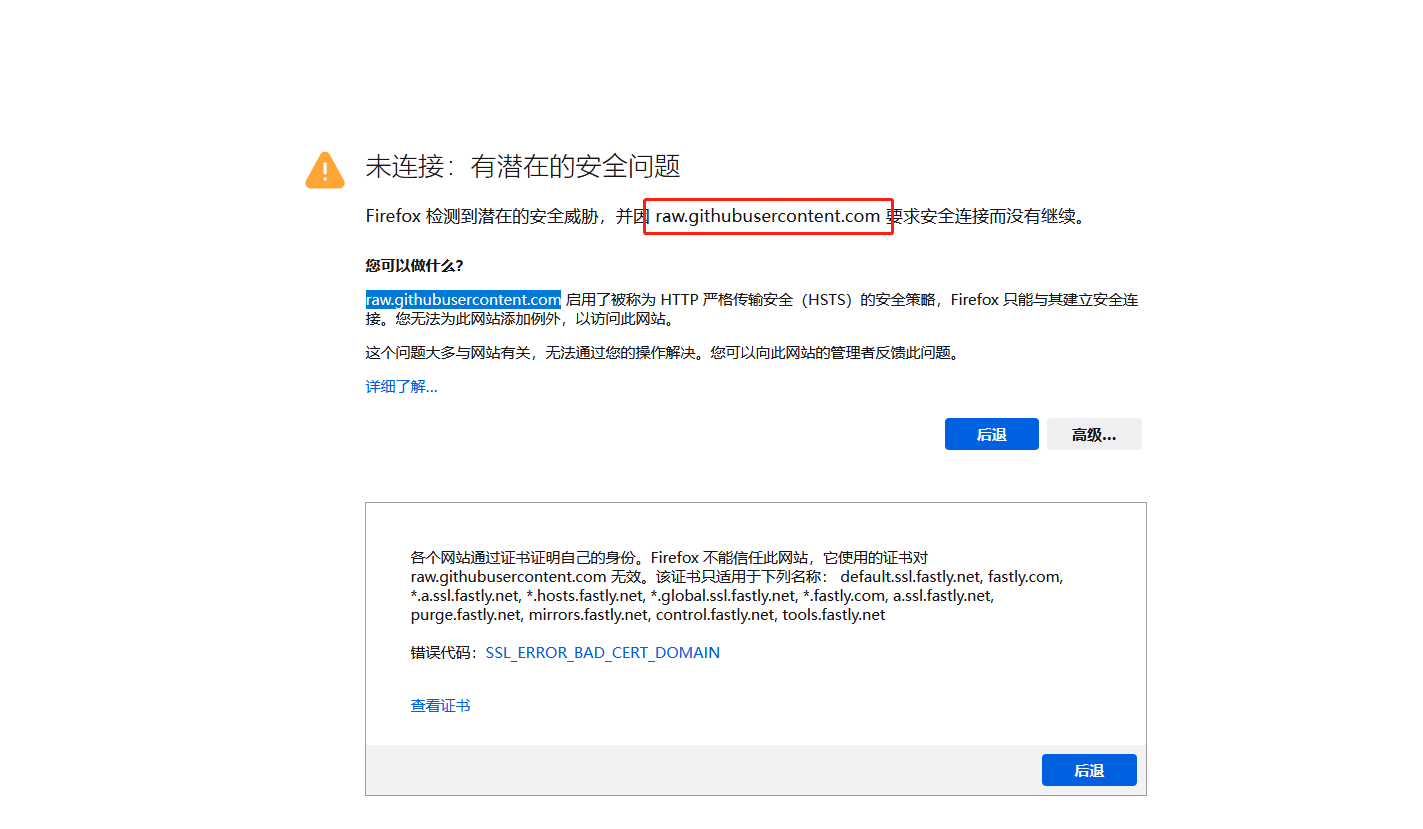 未连接：有潜在的安全问题
Firefox 检测到潜在的安全威胁，并因 raw.githubusercontent.com 要求安全连接而没有继续。
您可以做什么？
raw.githubusercontent.com 启用了被称为 HTTP 严格传输安全（HSTS）的安全策略，Firefox 只能与其建立安全连
接。您无法为此网站添加例外，以访问此网站。
这个问题大多与网站有关，无法通过您的操作解决。您可以向此网站的管理者反馈此问题。
详细了解...
后退
高级...
各个网站通过证书证明自己的身份。Firefox 不能信任此网站，它使用的证书对
raw.githubusercontent.com 无效。该证书只适用于下列名称： default.ssl.fastly.net, fastly.com,
*.a.ssl.fastly.net, *.hosts.fastly.net, *.global.ssl.fastly.net, *.fastly.com, a.ssl.fastly.net,
purge.fastly.net, mirrors.fastly.net, control.fastly.net, tools.fastly.net
错误代码：SSL_ERROR_BAD_CERT_DOMAIN
查看证书
后退